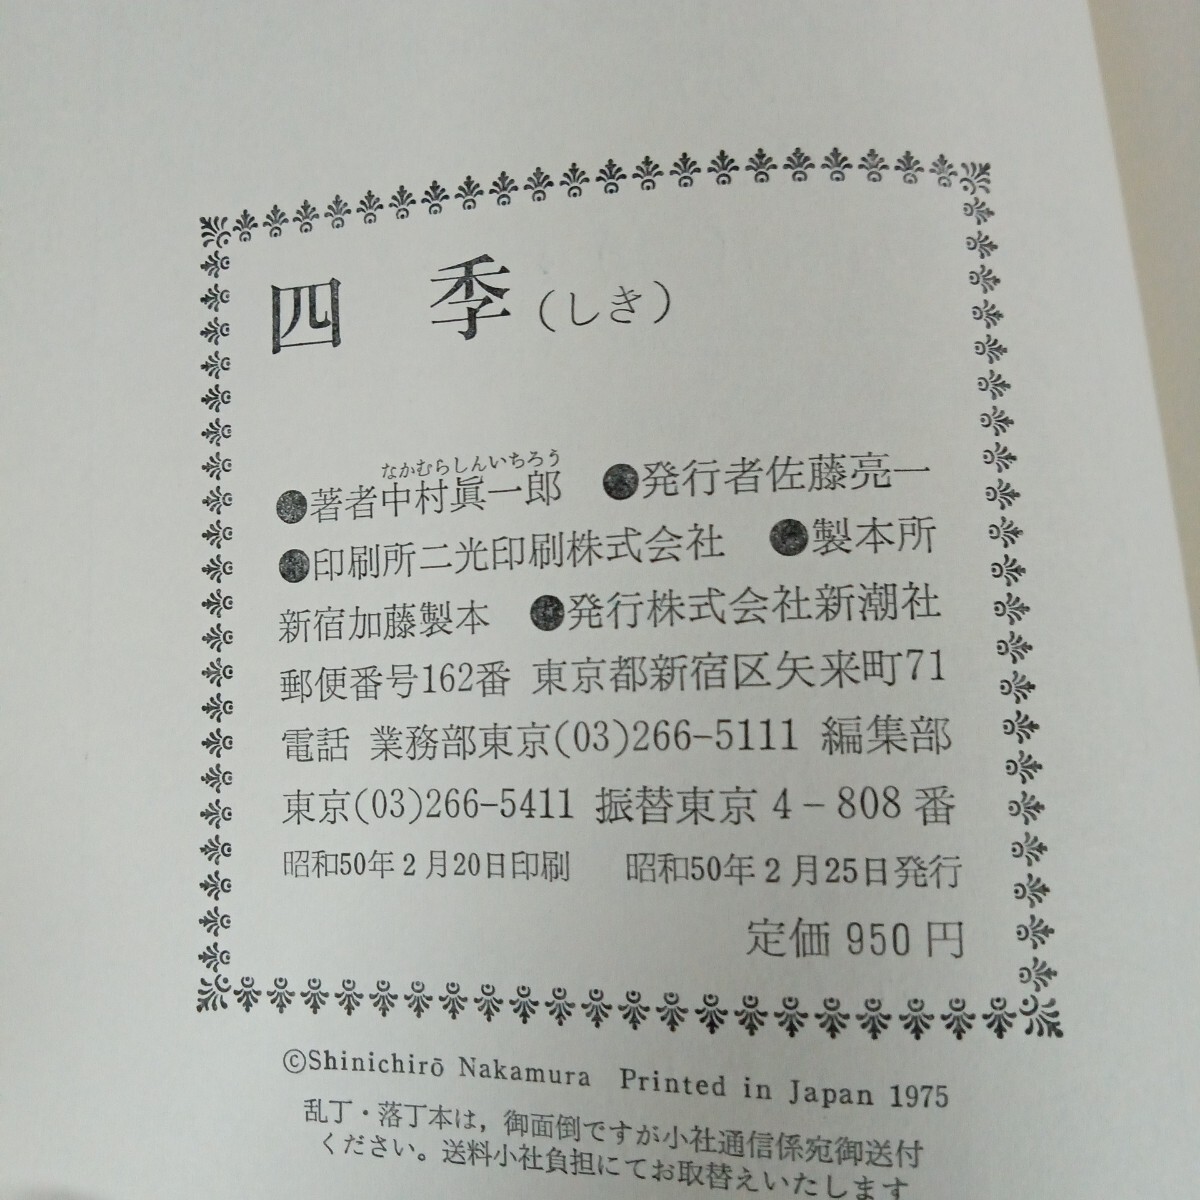 四 季（しき）
なかむらしんいちろう
●著者中村眞一郎 ●発行者佐藤亮一
●印刷所二光印刷株式会社 ●製本所
新宿加藤製本 ●発行株式会社新潮社
郵便番号162番 東京都新宿区矢来町71
電話 業務部東京(03)266-5111 編集部
東京(03)266-5411 振替東京4-808番
昭和50年2月20日印刷 昭和50年2月25日発行
定価950円
©Shinichirō Nakamura Printed in Japan 1975
乱丁・落丁本は，御面倒ですが小社通信係宛御送付
ください。送料小社負担にてお取替えいたします